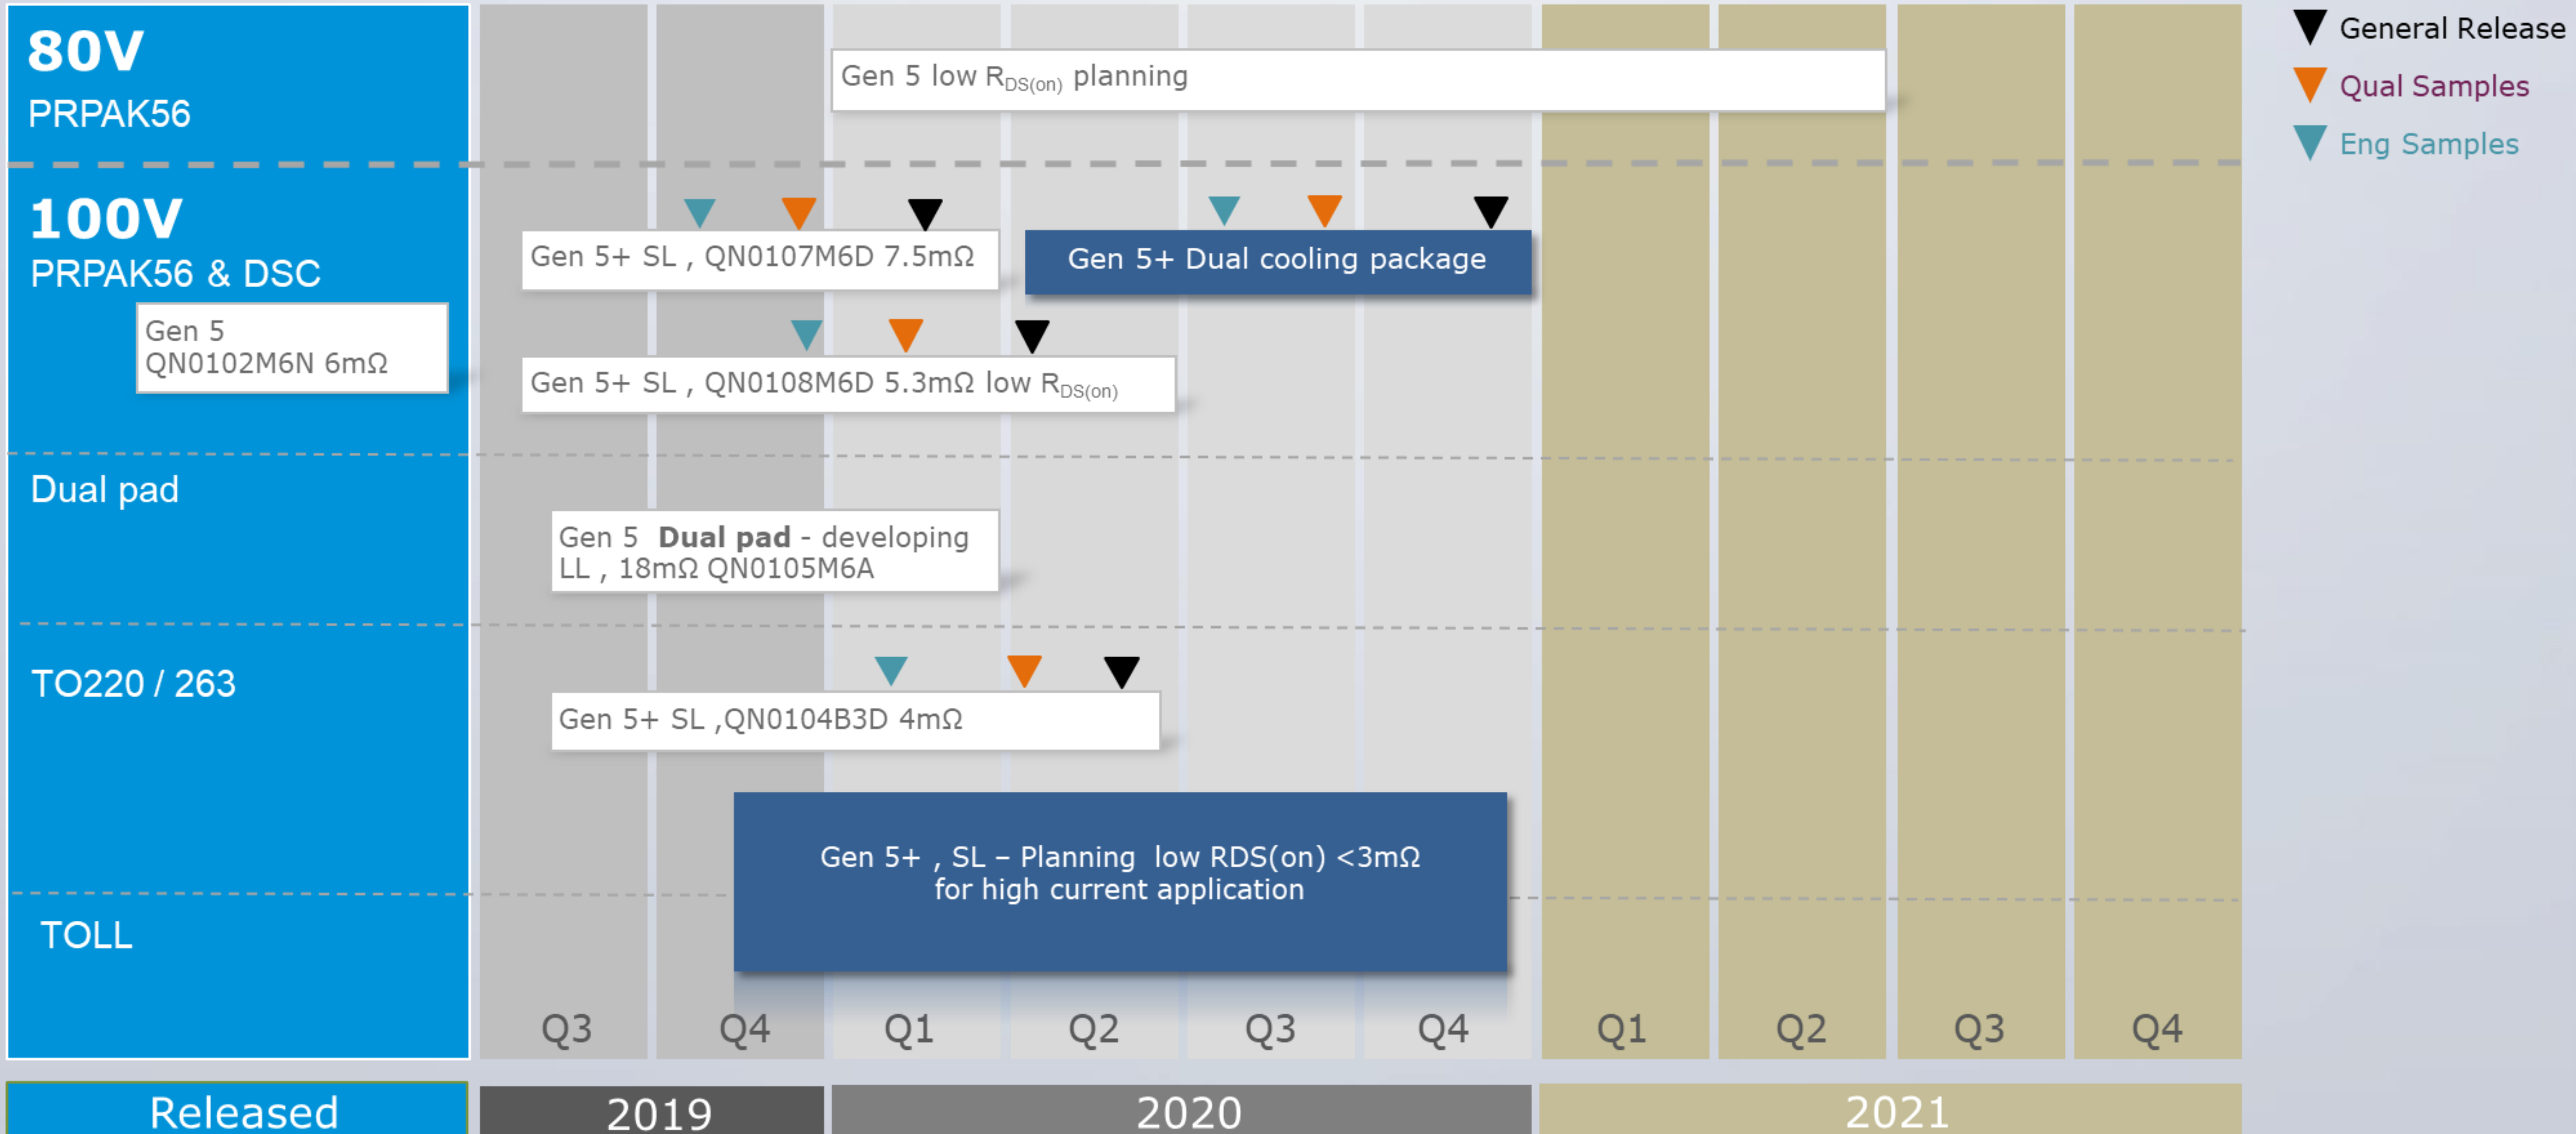 80V
PRPAK56
Gen 5 low RDS(on) planning
General Release
Qual Samples
Eng Samples
100V
PRPAK56 & DSC
Gen 5
QN0102M6N 6mΩ
Gen 5+ SL , QN0107M6D 7.5mΩ
Gen 5+ Dual cooling package
Gen 5+ SL , QN0108M6D 5.3mΩ low RDS(on)
Dual pad
Gen 5 Dual pad - developing
LL , 18mΩ QN0105M6A
TO220 / 263
Gen 5+ SL ,QN0104B3D 4mΩ
Gen 5+ , SL – Planning low RDS(on) <3mΩ
for high current application
TOLL
Q3 Q4 Q1 Q2 Q3 Q4 Q1 Q2 Q3 Q4
Released 2019 2020 2021